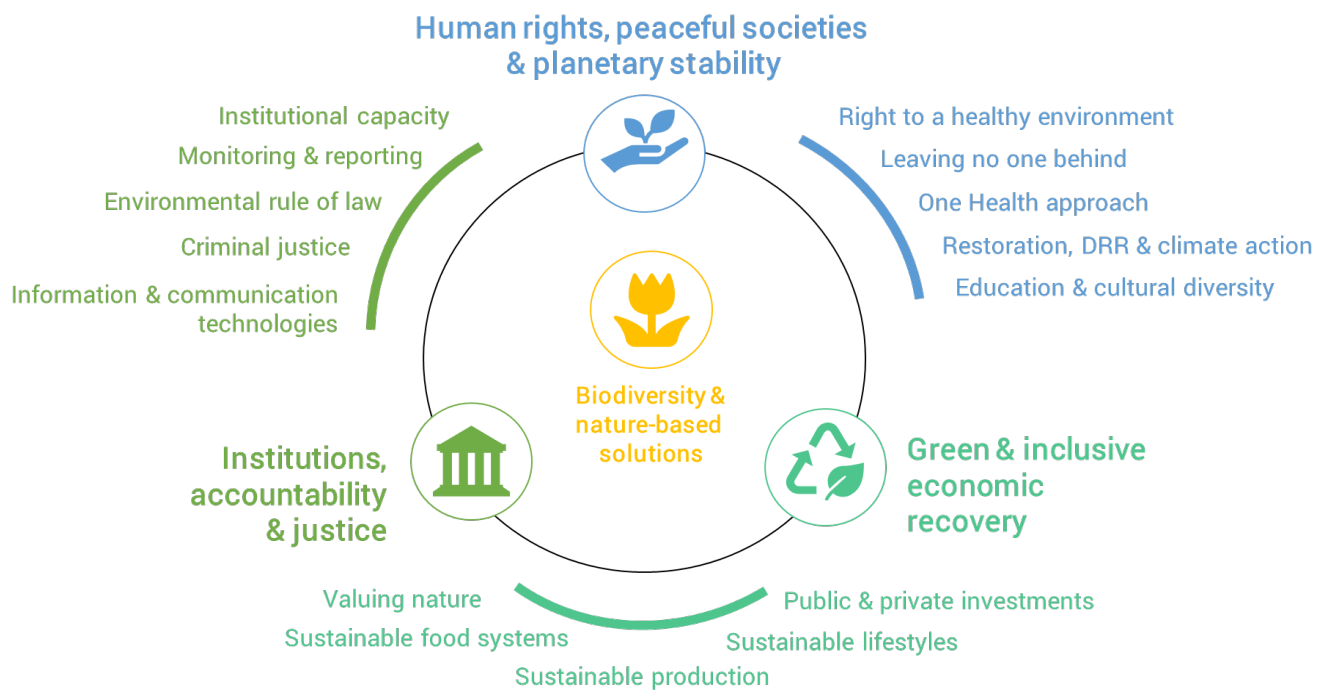 Human rights, peaceful societies
& planetary stability
Institutional capacity
Monitoring & reporting
Environmental rule of law
Criminal justice
Information & communication
technologies
Right to a healthy environment
Leaving no one behind
One Health approach
Restoration, DRR & climate action
Education & cultural diversity
Biodiversity &
nature-based
solutions
Institutions,
accountability
& justice
Green & inclusive
economic
recovery
Valuing nature
Sustainable food systems
Sustainable production
Sustainable lifestyles
Public & private investments